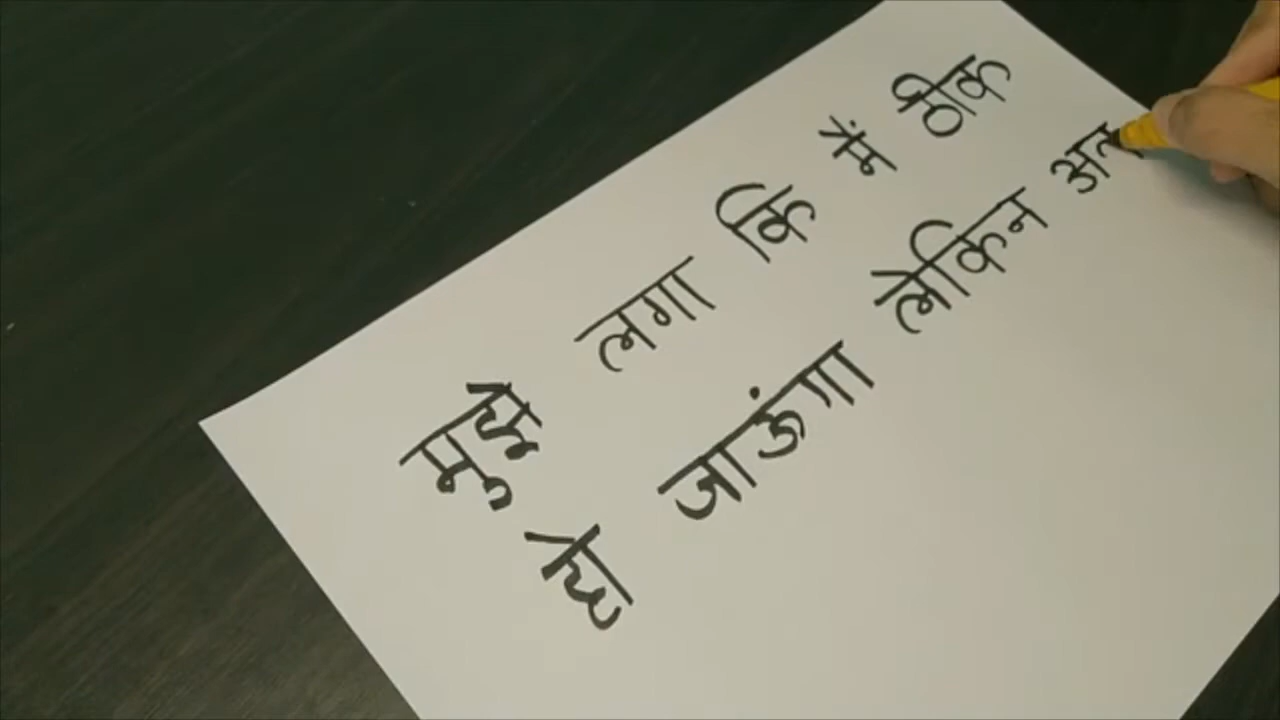 मुझे लगा कि मैं ठीक
हो जाऊंगा लेकिन